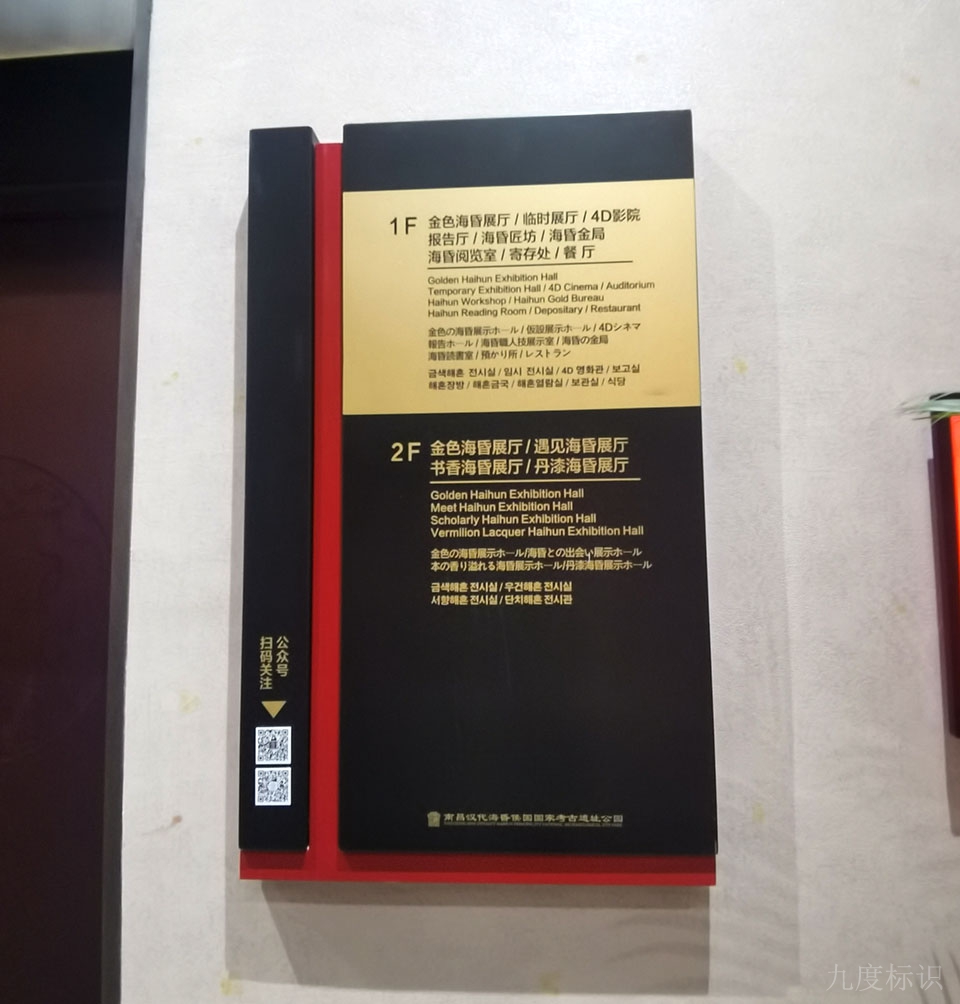 1F
金色海昏展厅 / 临时展厅 / 4D影院
报告厅 / 海昏匠坊 / 海昏金局
海昏阅览室 / 寄存处 / 餐 厅
Golden Haihun Exhibition Hall
Temporary Exhibition Hall / 4D Cinema / Auditorium
Haihun Workshop / Haihun Gold Bureau
Haihun Reading Room / Depositary / Restaurant
金色の海昏展示ホール / 仮設展示ホール / 4Dシネマ
報告ホール / 海昏職人技展示室 / 海昏の金局
海昏読書室 / 預かり所 / レストラン
금색해혼 전시실 / 임시 전시실 / 4D 영화관 / 보고실
해혼장방 / 해혼금국 / 해혼열람실 / 보관실 / 식당
2F
金色海昏展厅 / 遇见海昏展厅
书香海昏展厅 / 丹漆海昏展厅
Golden Haihun Exhibition Hall
Meet Haihun Exhibition Hall
Scholarly Haihun Exhibition Hall
Vermilion Lacquer Haihun Exhibition Hall
金色の海昏展示ホール/海昏との出会い展示ホール
本の香り溢れる海昏展示ホール/丹漆海昏展示ホール
금색해혼 전시실 / 우건해혼 전시실
서향해혼 전시실 / 단치해혼 전시관
公众号
扫码关注
南昌汉代海昏侯国国家考古遗址公园
九度标识